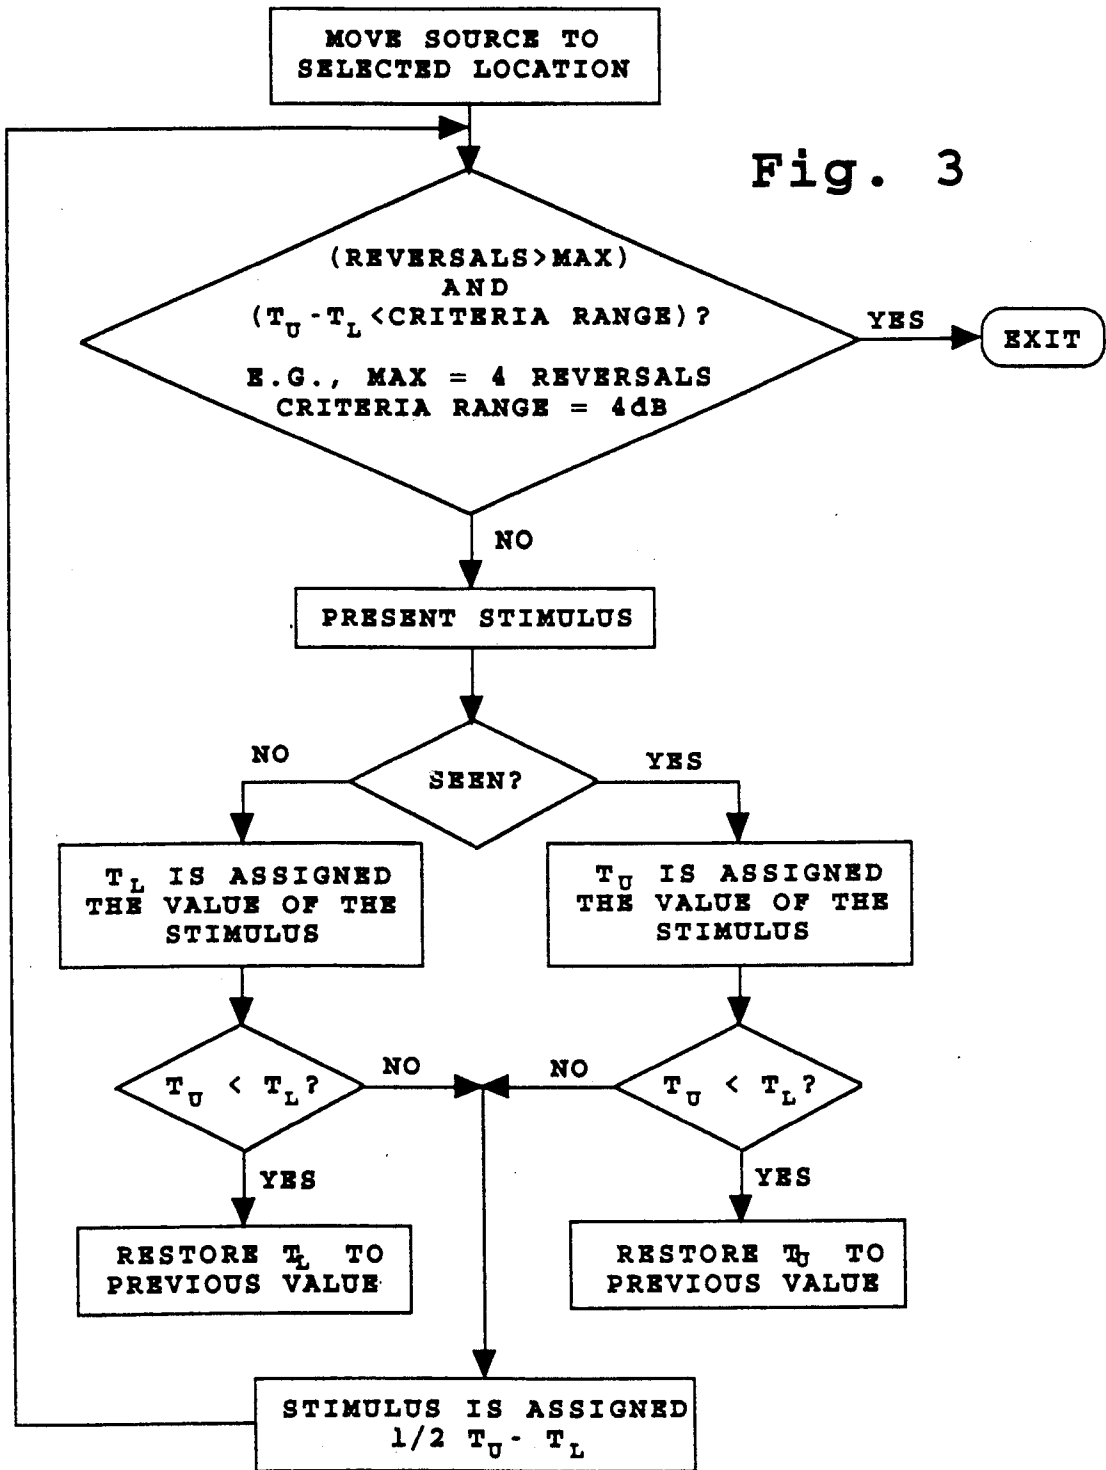 MOVE SOURCE TO
SELECTED LOCATION
Fig. 3
(REVERSALS>MAX)
AND
(TU-TL<CRITERIA RANGE)?
E.G., MAX = 4 REVERSALS
CRITERIA RANGE = 4dB
YES
EXIT
NO
PRESENT STIMULUS
SEEN?
NO
YES
TL IS ASSIGNED
THE VALUE OF THE
STIMULUS
TU IS ASSIGNED
THE VALUE OF THE
STIMULUS
TU < TL?
NO
NO
TU < TL?
YES
YES
RESTORE TL TO
PREVIOUS VALUE
RESTORE TU TO
PREVIOUS VALUE
STIMULUS IS ASSIGNED
1/2 TU- TL